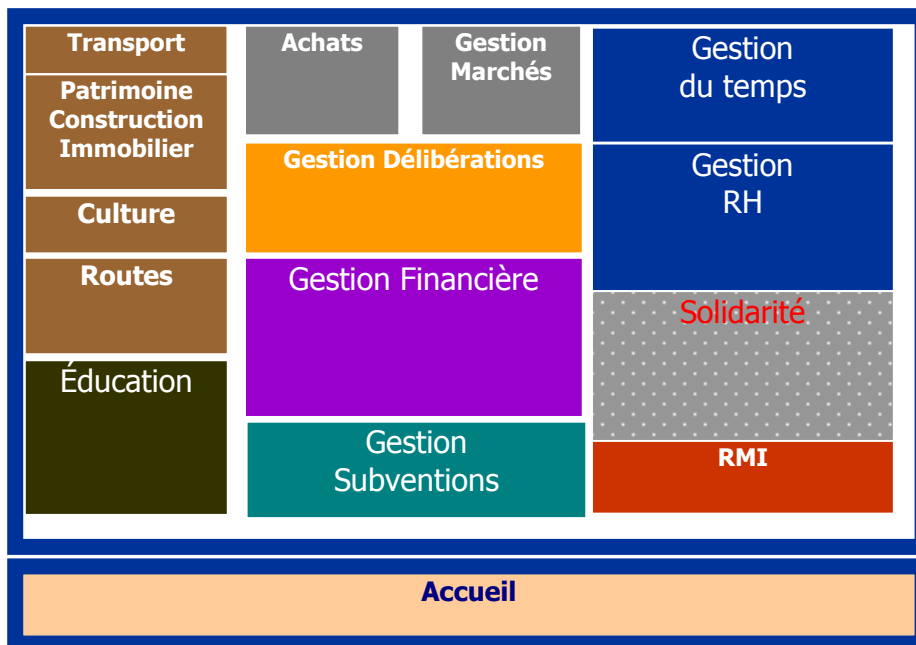 Transport
Patrimoine
Construction
Immobilier
Culture
Routes
Éducation
Achats
Gestion
Marchés
Gestion Délibérations
Gestion Financière
Gestion
Subventions
Gestion
du temps
Gestion
RH
Solidarité
RMI
Accueil